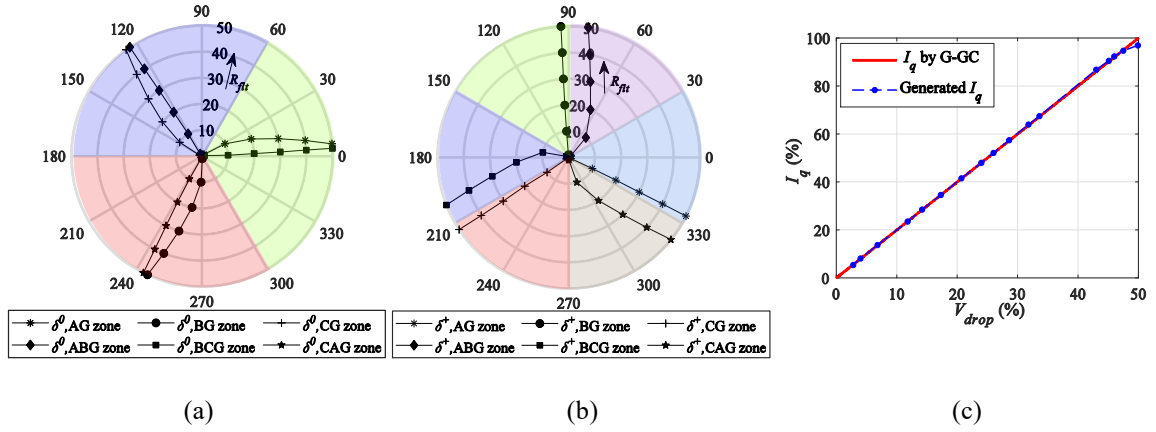 90
120
60
150
30
180
0
210
330
240
300
270
50
40
30
20
10
R_flt
δ⁰,AG zone δ⁰,BG zone δ⁰,CG zone
δ⁰,ABG zone δ⁰,BCG zone δ⁰,CAG zone
(a)
90
120
60
150
30
180
0
210
330
240
300
270
50
40
30
20
10
R_flt
δ⁺,AG zone δ⁺,BG zone δ⁺,CG zone
δ⁺,ABG zone δ⁺,BCG zone δ⁺,CAG zone
(b)
I_q by G-GC
Generated I_q
100
80
60
40
20
0
I_q (%)
0 10 20 30 40 50
V_drop (%)
(c)